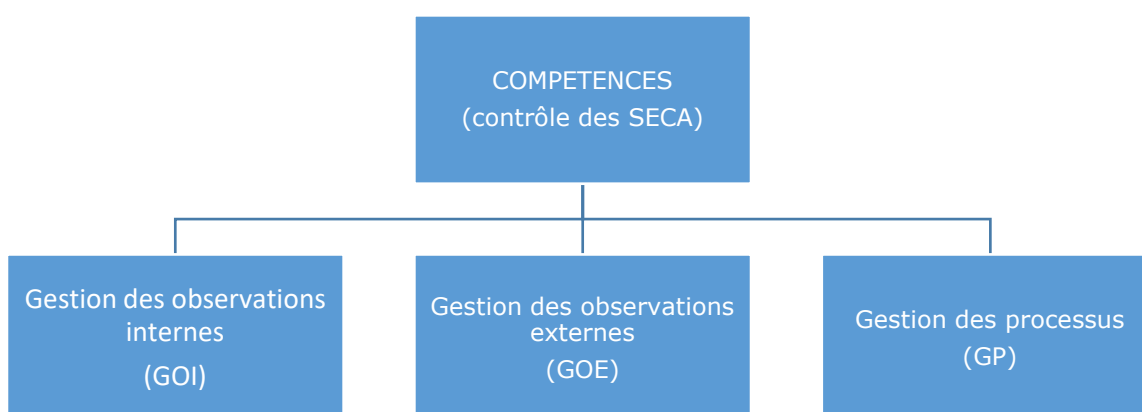 COMPETENCES
(contrôle des SECA)
Gestion des observations
internes
(GOI)
Gestion des observations
externes
(GOE)
Gestion des processus
(GP)